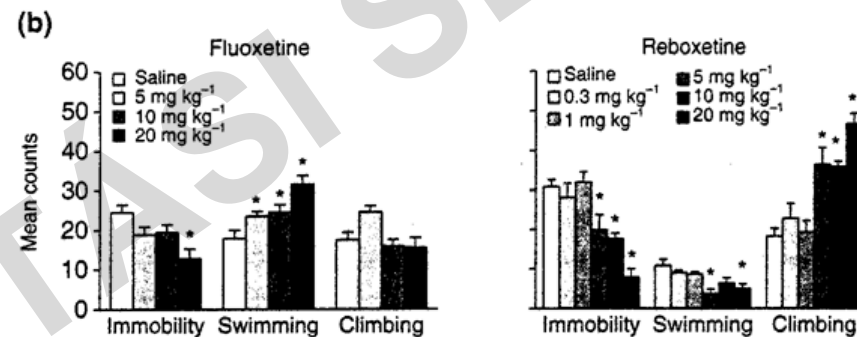 (b)
Fluoxetine
Saline
5 mg kg⁻¹
10 mg kg⁻¹
20 mg kg⁻¹
60
50
40
30
20
10
0
Mean counts
* * * *
Immobility Swimming Climbing
Reboxetine
Saline
0.3 mg kg⁻¹
1 mg kg⁻¹
5 mg kg⁻¹
10 mg kg⁻¹
20 mg kg⁻¹
* * * * * * * *
Immobility Swimming Climbing